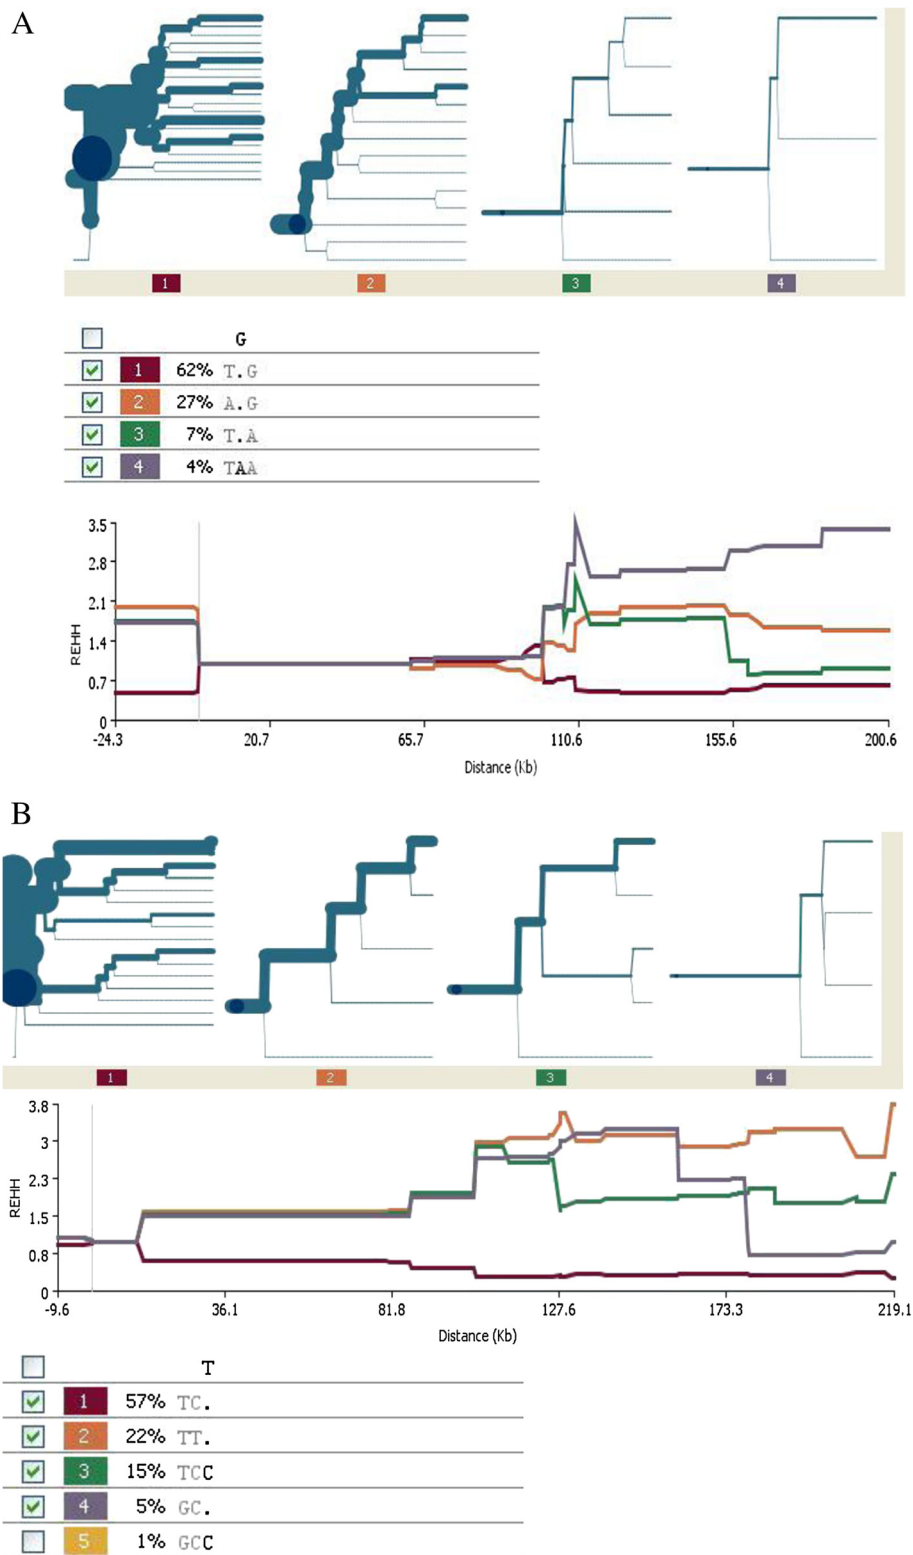 A
1 2 3 4
G
1 62% T.G
2 27% A.G
3 7% T.A
4 4% TAA
3.5
2.8
2.1
1.4
0.7
0
REHH
-24.3 20.7 65.7 110.6 155.6 200.6
Distance (Kb)
B
1 2 3 4
3.8
3
2.3
1.5
0.8
0
REHH
-9.6 36.1 81.8 127.6 173.3 219.1
Distance (Kb)
T
1 57% TC.
2 22% TT.
3 15% TCC
4 5% GC.
5 1% GCC